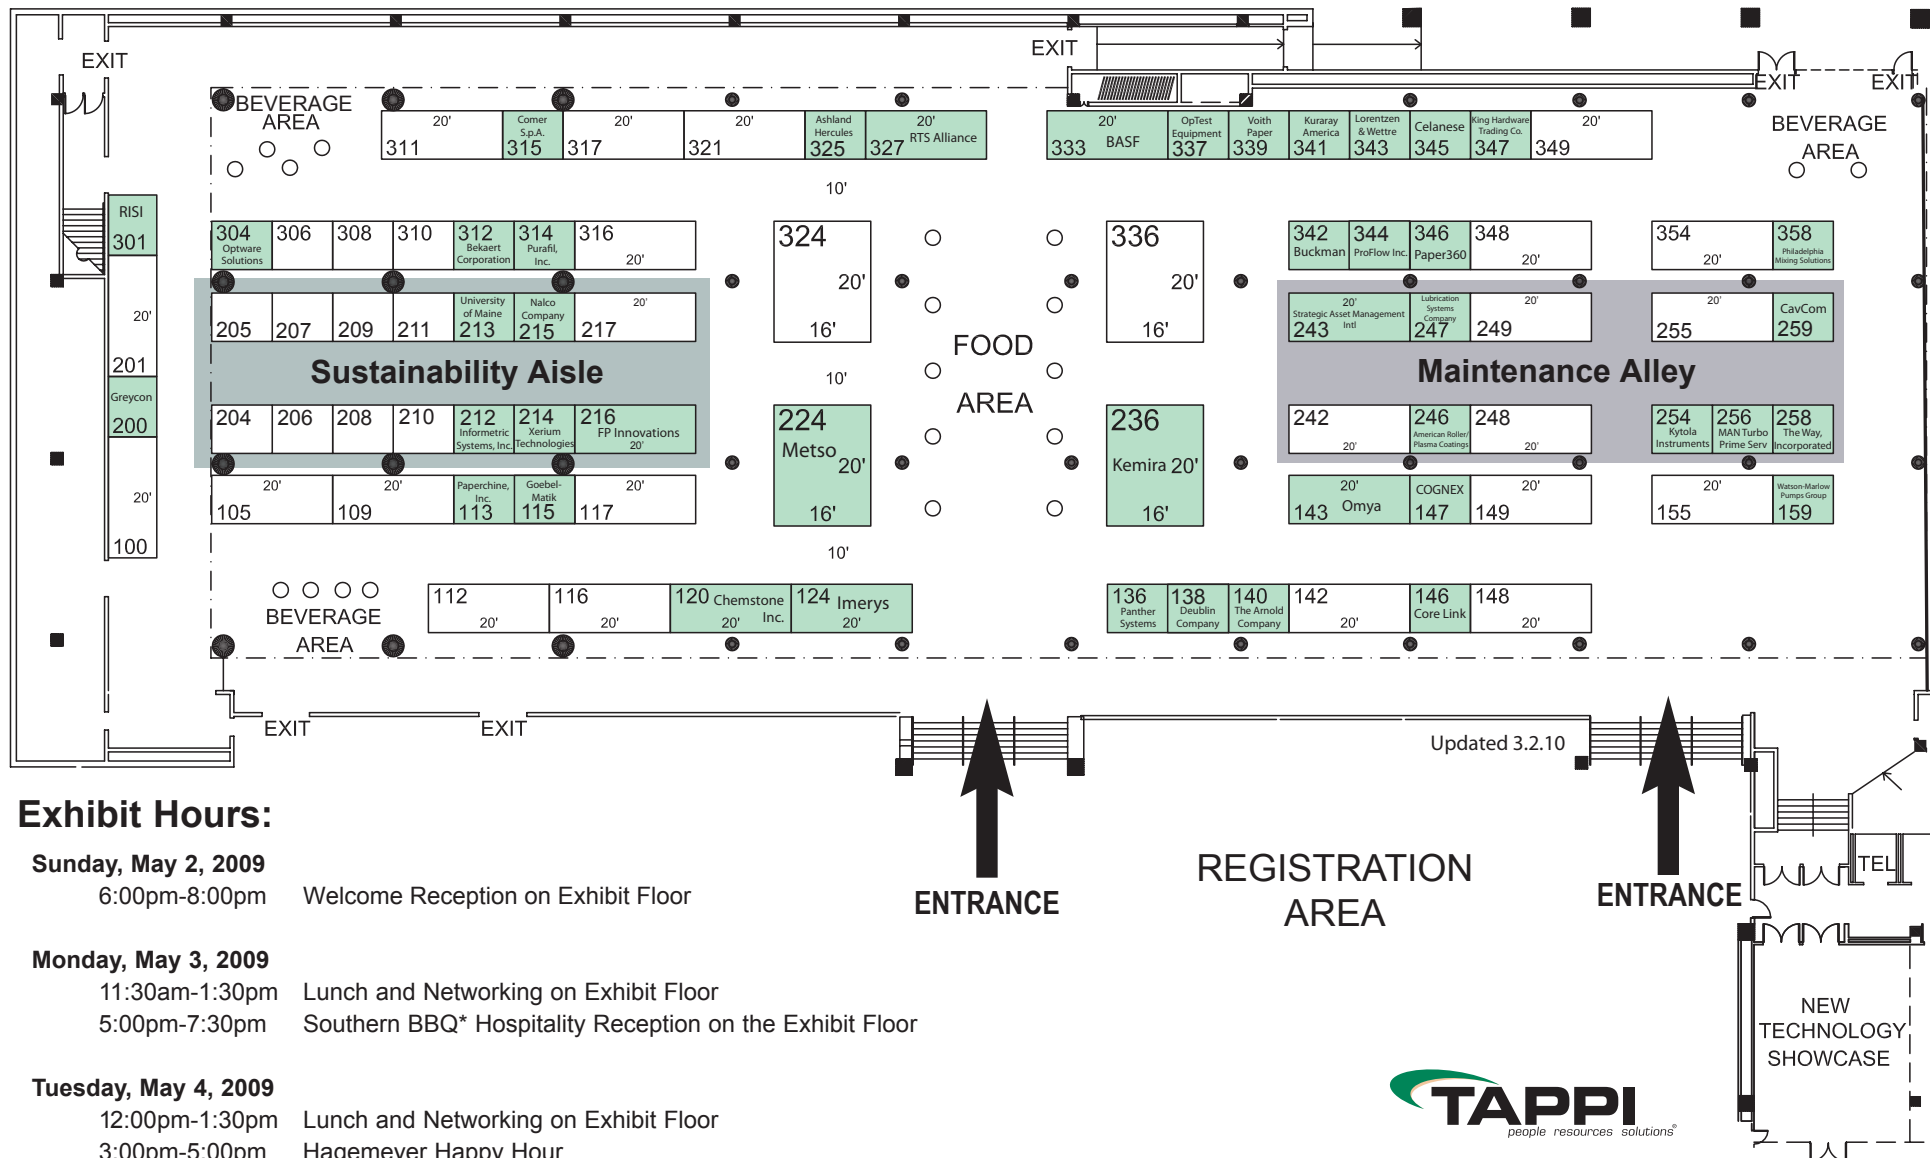 EXIT
EXIT
EXIT
EXIT
BEVERAGE
AREA
20'
311
Comer
S.p.A.
315
20'
317
20'
321
Ashland
Hercules
325
20'
327 RTS Alliance
20'
333 BASF
OpTest
Equipment
337
Voith
Paper
339
Kuraray
America
341
Lorentzen
& Wettre
343
Celanese
345
King Hardware
Trading Co.
347
20'
349
BEVERAGE
AREA
10'
RISI
301
20'
201
Greycon
200
20'
100
304
Optware
Solutions
306
308
310
312
Bekaert
Corporation
314
Purafil,
Inc.
316
20'
324
20'
16'
336
20'
16'
342
Buckman
344
ProFlow Inc.
346
Paper360
348
20'
354
20'
358
Philadelphia
Mixing Solutions
205
207
209
211
University
of Maine
213
Nalco
Company
215
20'
217
20'
Strategic Asset Management
Intl
243
Lubrication
Systems
Company
247
20'
249
20'
255
CavCom
259
Sustainability Aisle
FOOD
AREA
Maintenance Alley
10'
204
206
208
210
212
Informetric
Systems, Inc.
214
Xerium
Technologies
216
FP Innovations
20'
224
Metso
20'
16'
236
Kemira 20'
16'
242
20'
246
American Roller/
Plasma Coatings
248
20'
254
Kytola
Instruments
256
MAN Turbo
Prime Serv
258
The Way,
Incorporated
20'
105
20'
109
Paperchine,
Inc.
113
Goebel-
Matik
115
20'
117
20'
143 Omya
COGNEX
147
20'
149
20'
155
Watson-Marlow
Pumps Group
159
10'
BEVERAGE
AREA
112
20'
116
20'
120 Chemstone
Inc.
20'
124 Imerys
20'
136
Panther
Systems
138
Deublin
Company
140
The Arnold
Company
142
20'
146
Core Link
148
20'
EXIT
EXIT
Updated 3.2.10
ENTRANCE
REGISTRATION
AREA
ENTRANCE
TEL
NEW
TECHNOLOGY
SHOWCASE
Exhibit Hours:
Sunday, May 2, 2009
6:00pm-8:00pm Welcome Reception on Exhibit Floor
Monday, May 3, 2009
11:30am-1:30pm Lunch and Networking on Exhibit Floor
5:00pm-7:30pm Southern BBQ* Hospitality Reception on the Exhibit Floor
Tuesday, May 4, 2009
12:00pm-1:30pm Lunch and Networking on Exhibit Floor
3:00pm-5:00pm Hagemeyer Happy Hour
TAPPI
people resources solutions®